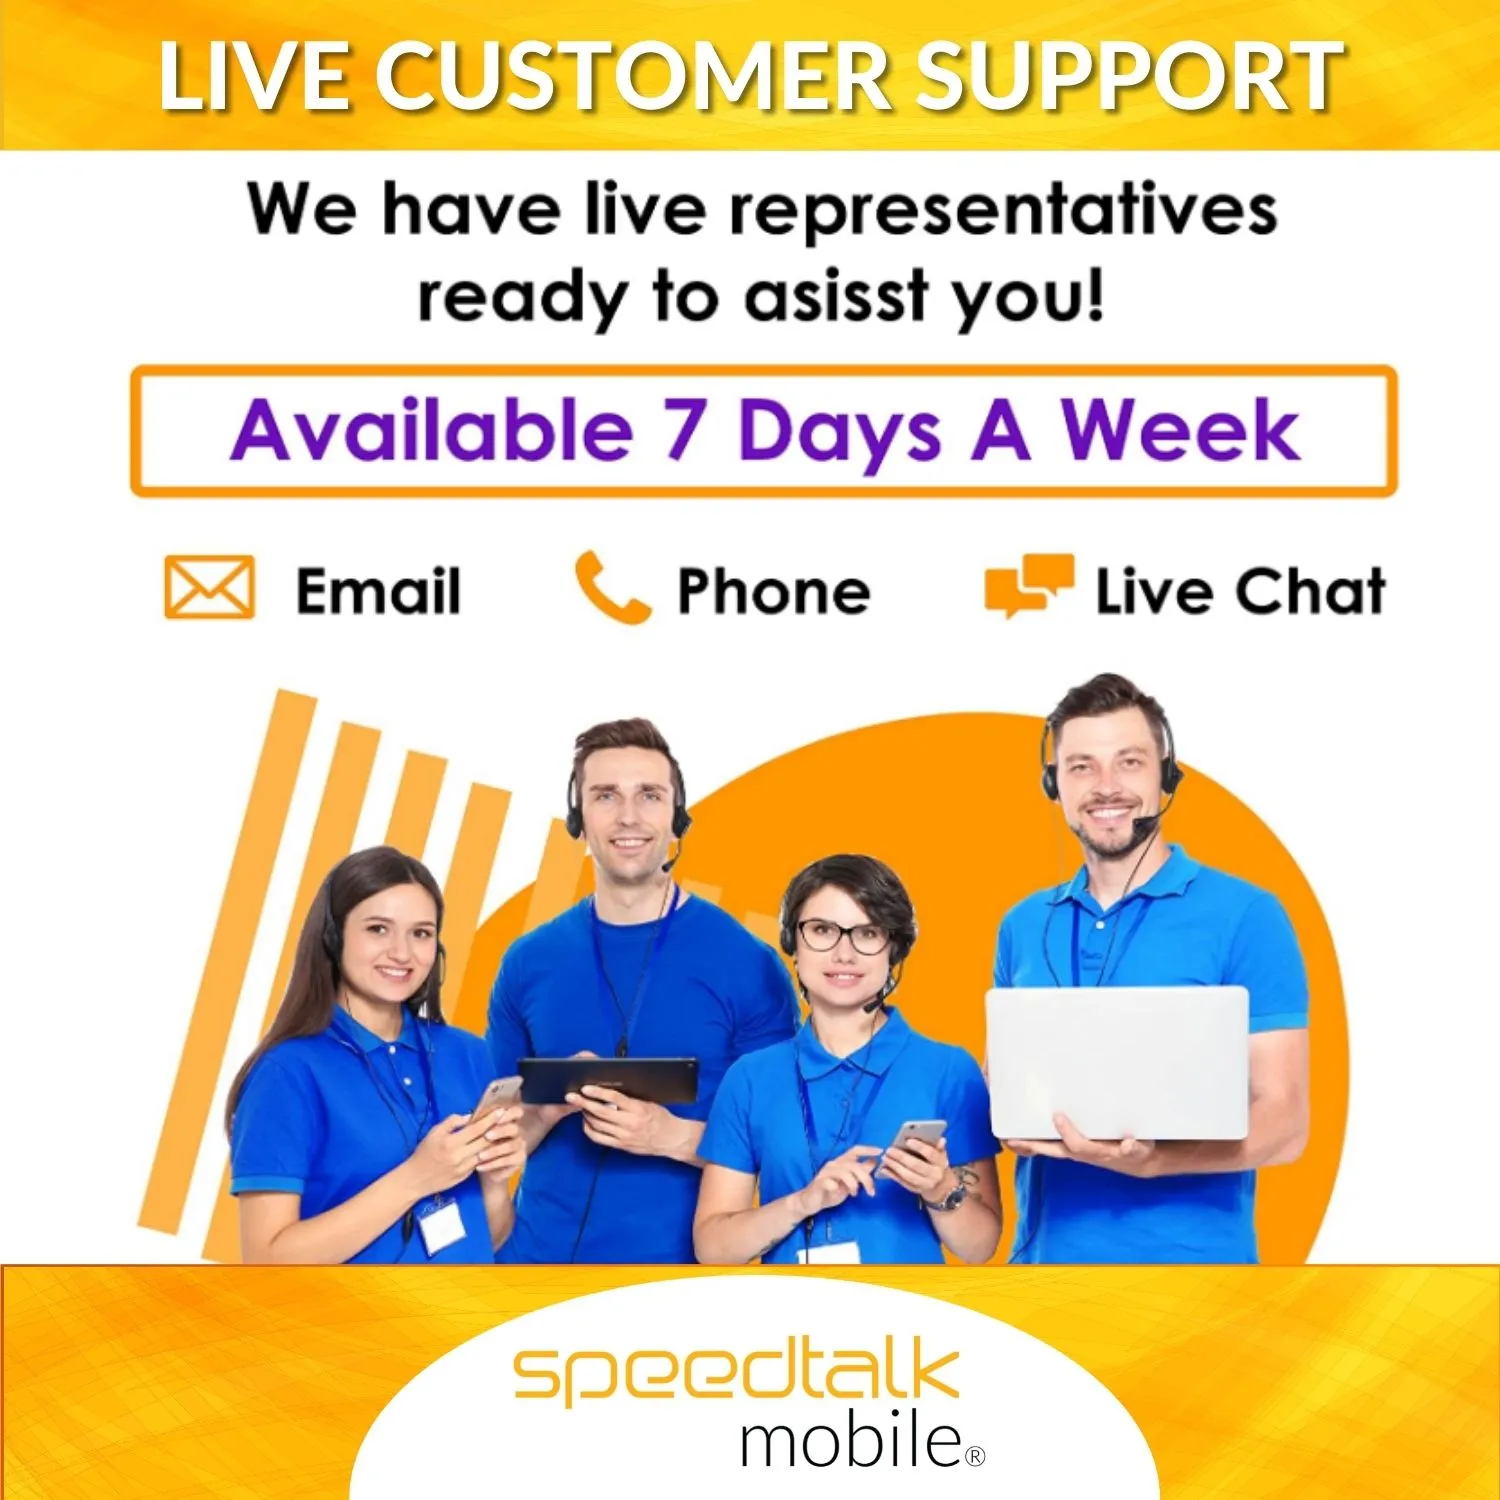 LIVE CUSTOMER SUPPORT
We have live representatives
ready to asisst you!
Available 7 Days A Week
Email Phone Live Chat
speedtalk
mobile®